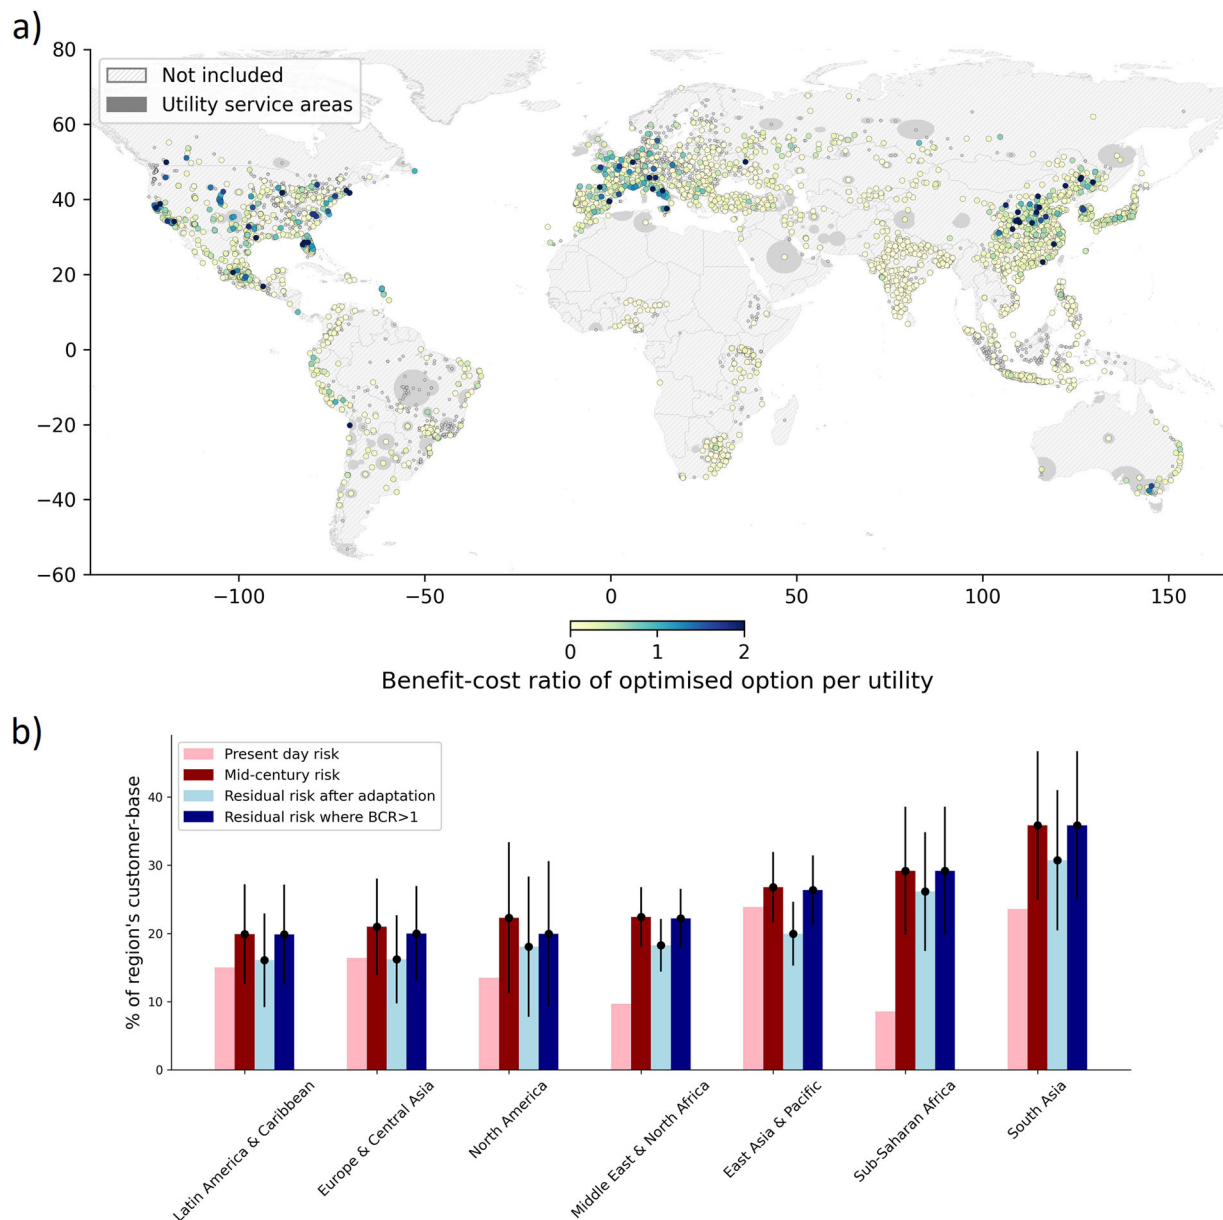 a)
80
60
40
20
0
−20
−40
−60
Not included
Utility service areas
−100
−50
0
50
100
150
0
1
2
Benefit-cost ratio of optimised option per utility
b)
% of region's customer-base
40
30
20
10
0
Present day risk
Mid-century risk
Residual risk after adaptation
Residual risk where BCR>1
Latin America & Caribbean
Europe & Central Asia
North America
Middle East & North Africa
East Asia & Pacific
Sub-Saharan Africa
South Asia